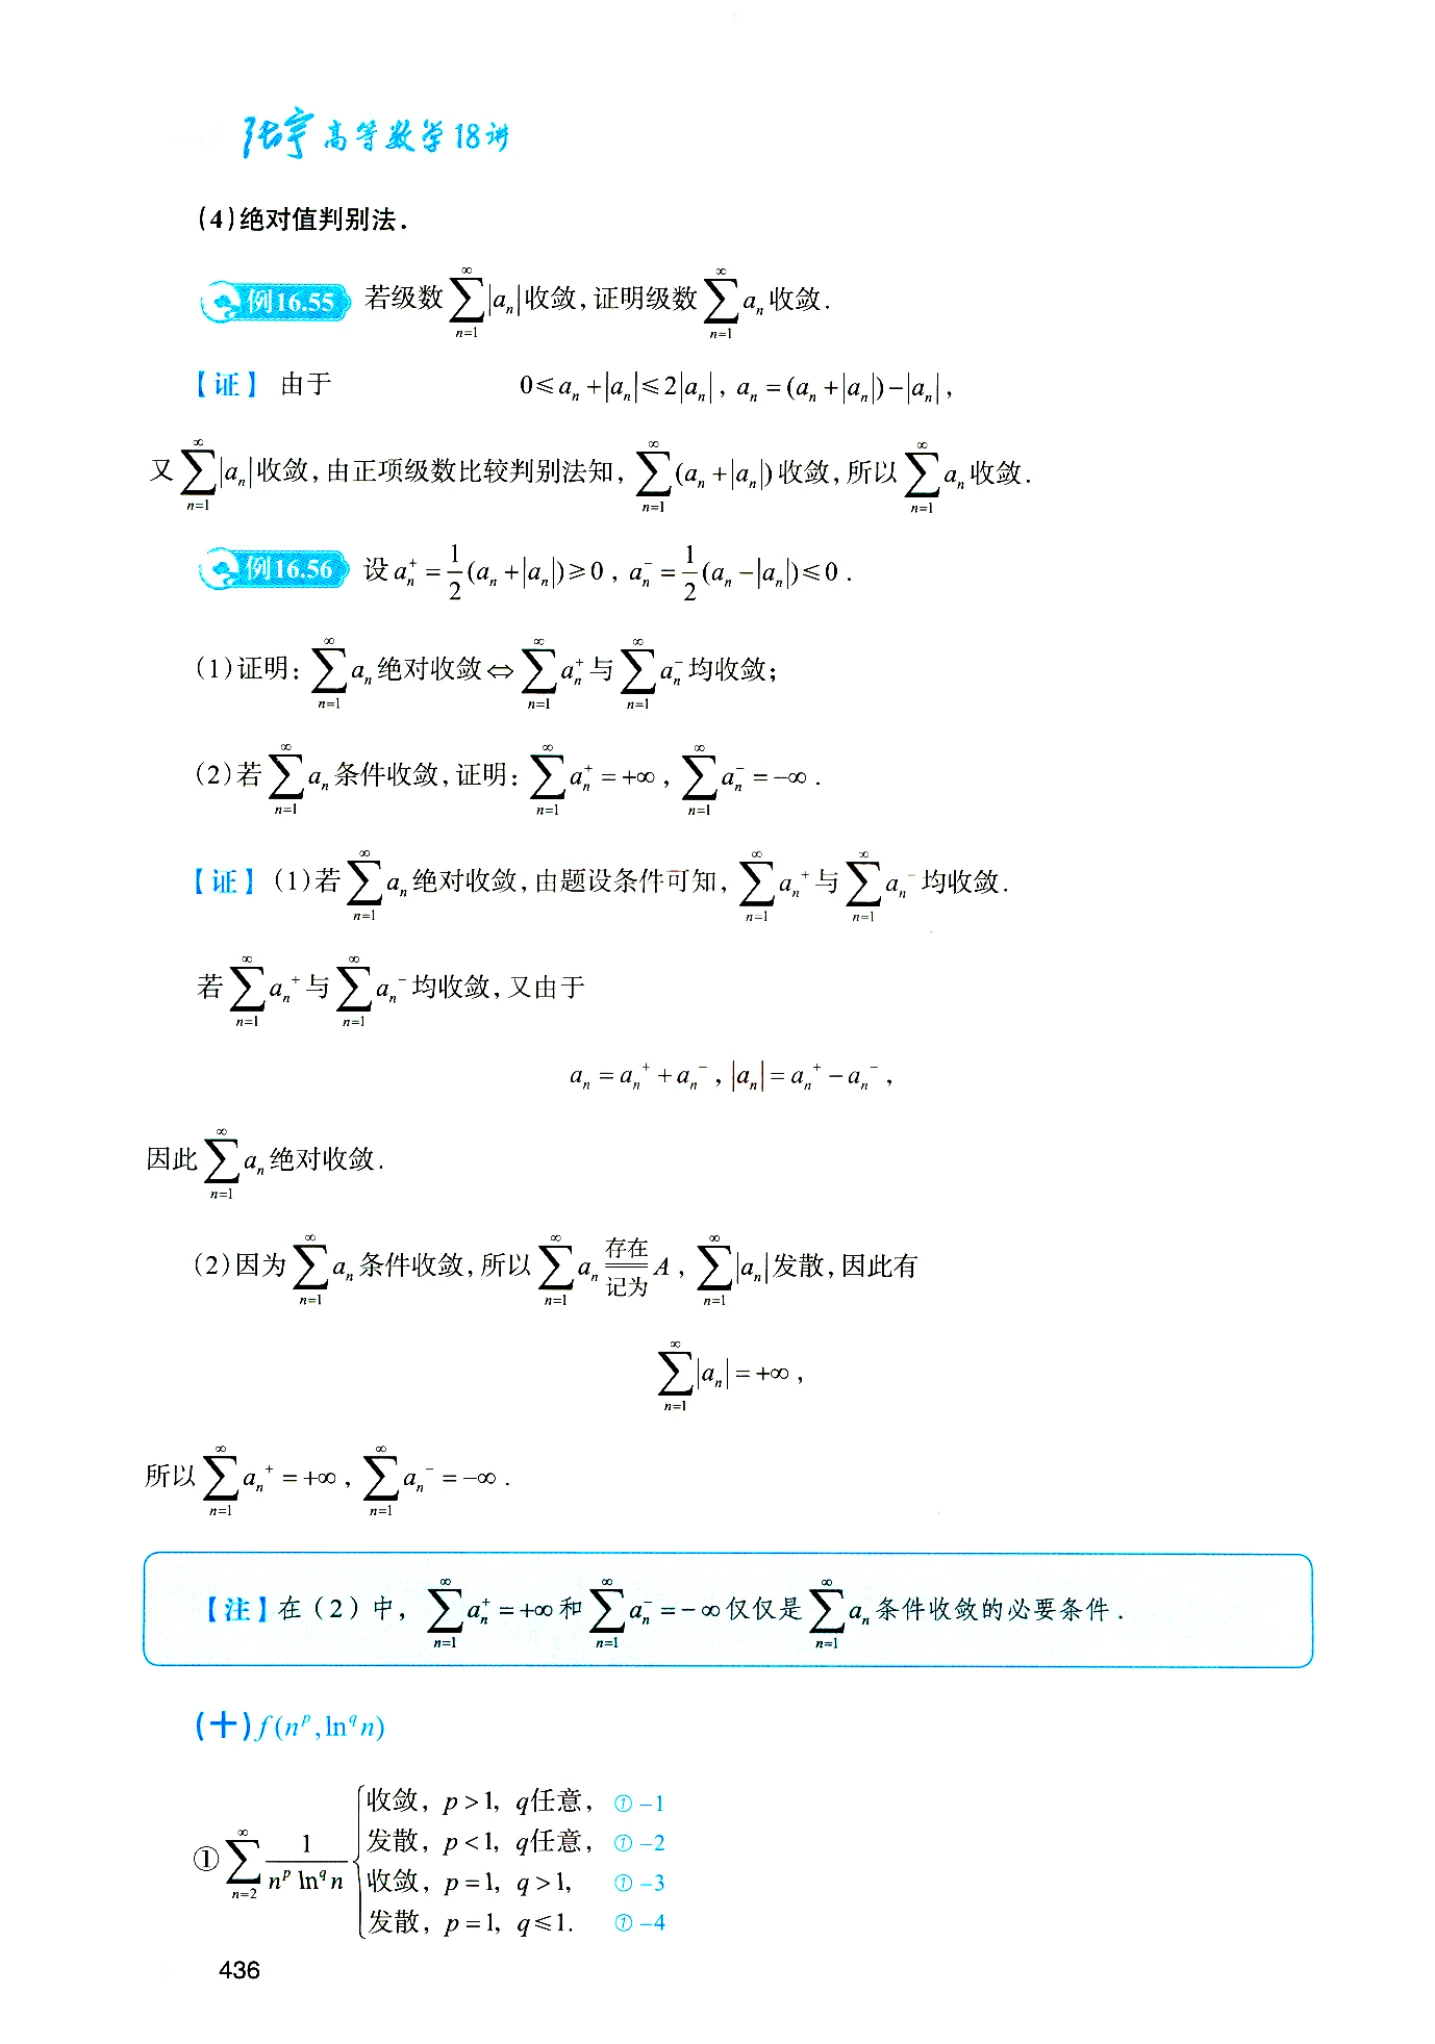 张宇高等数学18讲
(4)绝对值判别法.
例16.55 若级数$\sum_{n=1}^{\infty}|a_n|$收敛,证明级数$\sum_{n=1}^{\infty}a_n$收敛.
【证】 由于 $0\leqslant a_n+|a_n|\leqslant 2|a_n|$, $a_n=(a_n+|a_n|)-|a_n|$,
又$\sum_{n=1}^{\infty}|a_n|$收敛,由正项级数比较判别法知, $\sum_{n=1}^{\infty}(a_n+|a_n|)$收敛,所以$\sum_{n=1}^{\infty}a_n$收敛.
例16.56 设$a_n^+=\frac{1}{2}(a_n+|a_n|)\geqslant 0$, $a_n^-=\frac{1}{2}(a_n-|a_n|)\leqslant 0$.
(1)证明: $\sum_{n=1}^{\infty}a_n$绝对收敛$\Leftrightarrow\sum_{n=1}^{\infty}a_n^+$与$\sum_{n=1}^{\infty}a_n^-$均收敛;
(2)若$\sum_{n=1}^{\infty}a_n$条件收敛,证明: $\sum_{n=1}^{\infty}a_n^+=+\infty$, $\sum_{n=1}^{\infty}a_n^-=-\infty$.
【证】(1)若$\sum_{n=1}^{\infty}a_n$绝对收敛,由题设条件可知, $\sum_{n=1}^{\infty}a_n^+$与$\sum_{n=1}^{\infty}a_n^-$均收敛.
若$\sum_{n=1}^{\infty}a_n^+$与$\sum_{n=1}^{\infty}a_n^-$均收敛,又由于
$a_n=a_n^++a_n^-$, $|a_n|=a_n^+-a_n^-$,
因此$\sum_{n=1}^{\infty}a_n$绝对收敛.
(2)因为$\sum_{n=1}^{\infty}a_n$条件收敛,所以$\sum_{n=1}^{\infty}a_n\xlongequal[记为]{存在}A$, $\sum_{n=1}^{\infty}|a_n|$发散,因此有
$\sum_{n=1}^{\infty}|a_n|=+\infty$,
所以$\sum_{n=1}^{\infty}a_n^+=+\infty$, $\sum_{n=1}^{\infty}a_n^-=-\infty$.
【注】在(2)中, $\sum_{n=1}^{\infty}a_n^+=+\infty$和$\sum_{n=1}^{\infty}a_n^-=-\infty$仅仅是$\sum_{n=1}^{\infty}a_n$条件收敛的必要条件.
(十)$f(n^p,\ln^q n)$
①$\sum_{n=2}^{\infty}\frac{1}{n^p\ln^q n}$
收敛, $p>1$, $q$任意, ①-1
发散, $p<1$, $q$任意, ①-2
收敛, $p=1$, $q>1$, ①-3
发散, $p=1$, $q\leqslant 1$. ①-4
436